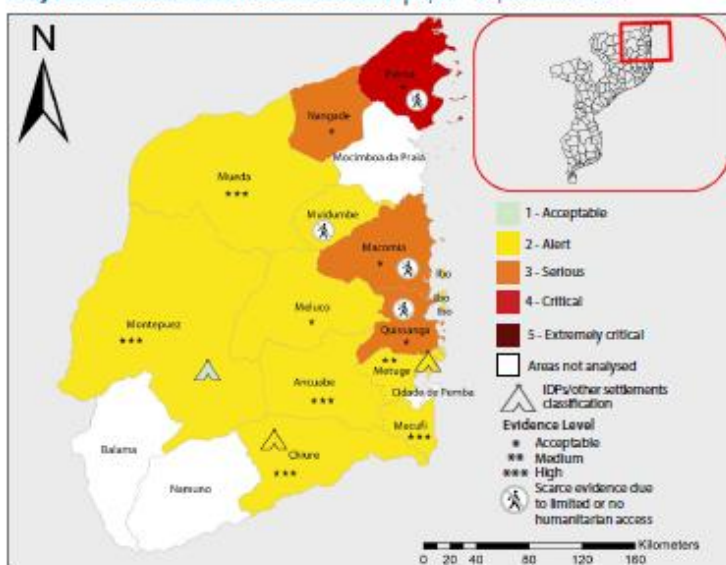 N
Palma
Nangade
*
Mocímboa da Praia
Mueda
***
Muidumbe
Macomia
*
Ibo
Ibo
Ibo
Meluco
*
Quissanga
*
Montepuez
***
Metuge
**
Ancuabe
***
Cidade de Pemba
Mecufi
***
Chiure
***
Balama
Namuno
1 - Acceptable
2 - Alert
3 - Serious
4 - Critical
5 - Extremely critical
Areas not analysed
IDPs/other settlements
classification
Evidence Level
* Acceptable
** Medium
*** High
Scarce evidence due
to limited or no
humanitarian access
Kilometers
0 20 40 80 120 160